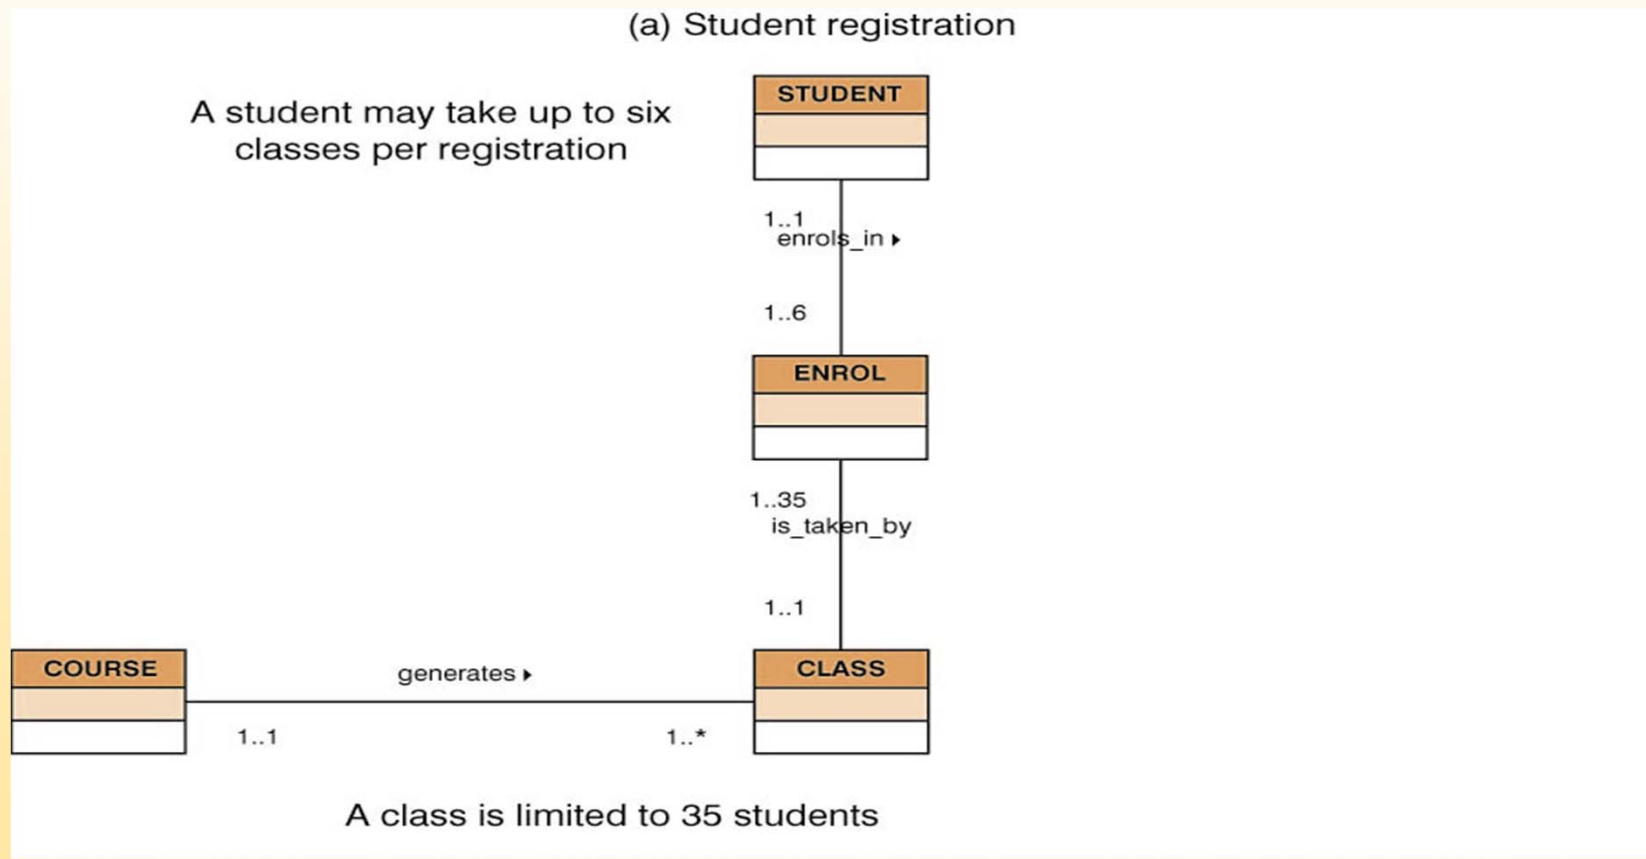 (a) Student registration
A student may take up to six
classes per registration
STUDENT
1..1
enrols_in ▸
1..6
ENROL
1..35
is_taken_by
1..1
COURSE
generates ▸
CLASS
1..1
1..*
A class is limited to 35 students